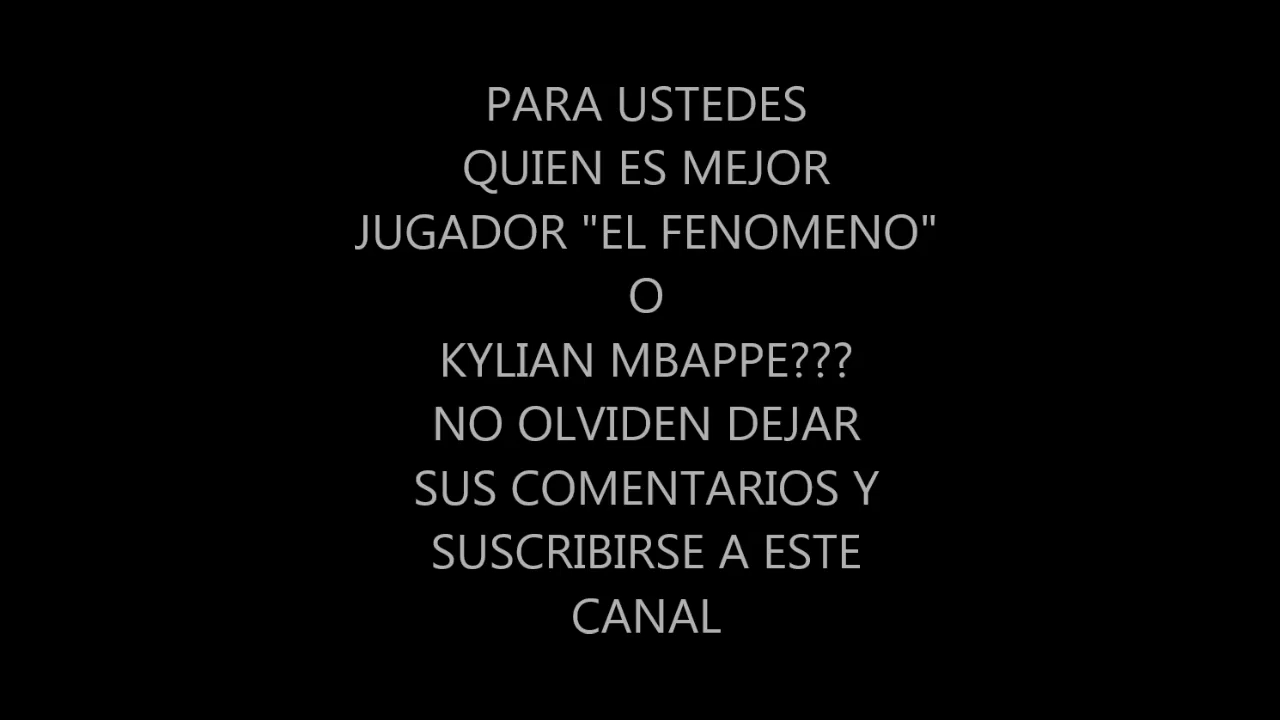 PARA USTEDES
QUIEN ES MEJOR
JUGADOR "EL FENOMENO"
O
KYLIAN MBAPPE???
NO OLVIDEN DEJAR
SUS COMENTARIOS Y
SUSCRIBIRSE A ESTE
CANAL